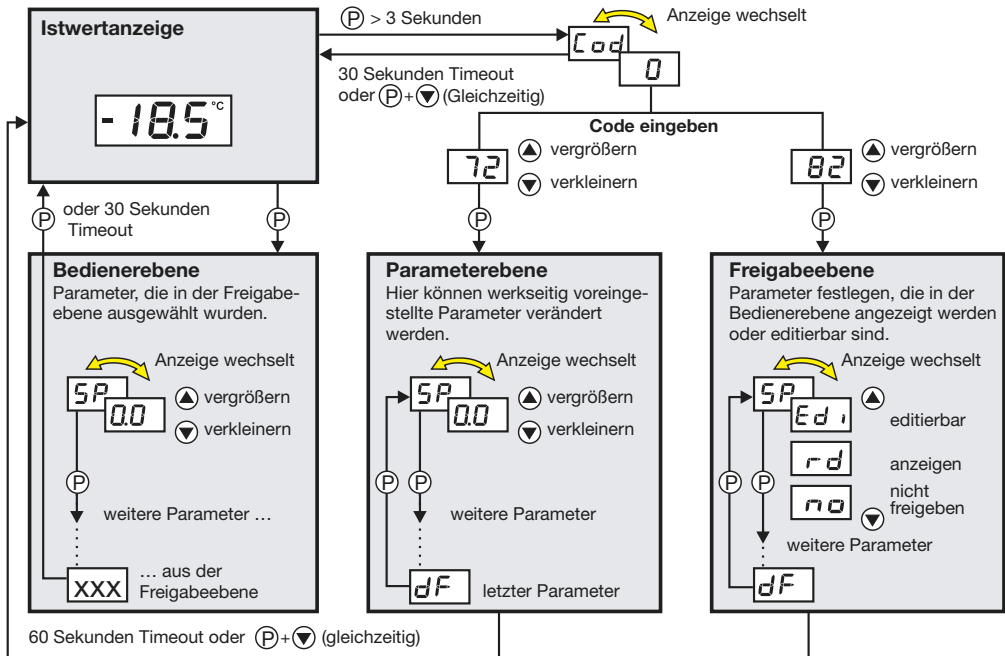 Istwertanzeige
- 18.5 °C
P > 3 Sekunden
Anzeige wechselt
Cod
0
30 Sekunden Timeout
oder P+▼(Gleichzeitig)
Code eingeben
72
▲ vergrößern
▼ verkleinern
82
▲ vergrößern
▼ verkleinern
P oder 30 Sekunden
Timeout
P
P
P
Bedienerebene
Parameter, die in der Freigabe-
ebene ausgewählt wurden.
Anzeige wechselt
SP
0.0
▲ vergrößern
▼ verkleinern
P
weitere Parameter ...
xxx
... aus der
Freigabeebene
Parameterebene
Hier können werkseitig voreinge-
stellte Parameter verändert
werden.
Anzeige wechselt
SP
0.0
▲ vergrößern
▼ verkleinern
P P
weitere Parameter
dF
letzter Parameter
Freigabeebene
Parameter festlegen, die in der
Bedienerebene angezeigt werden
oder editierbar sind.
Anzeige wechselt
SP
Edi
▲
editierbar
rd
anzeigen
no
nicht
freigeben
▼
P P
weitere Parameter
dF
60 Sekunden Timeout oder P+▼ (gleichzeitig)